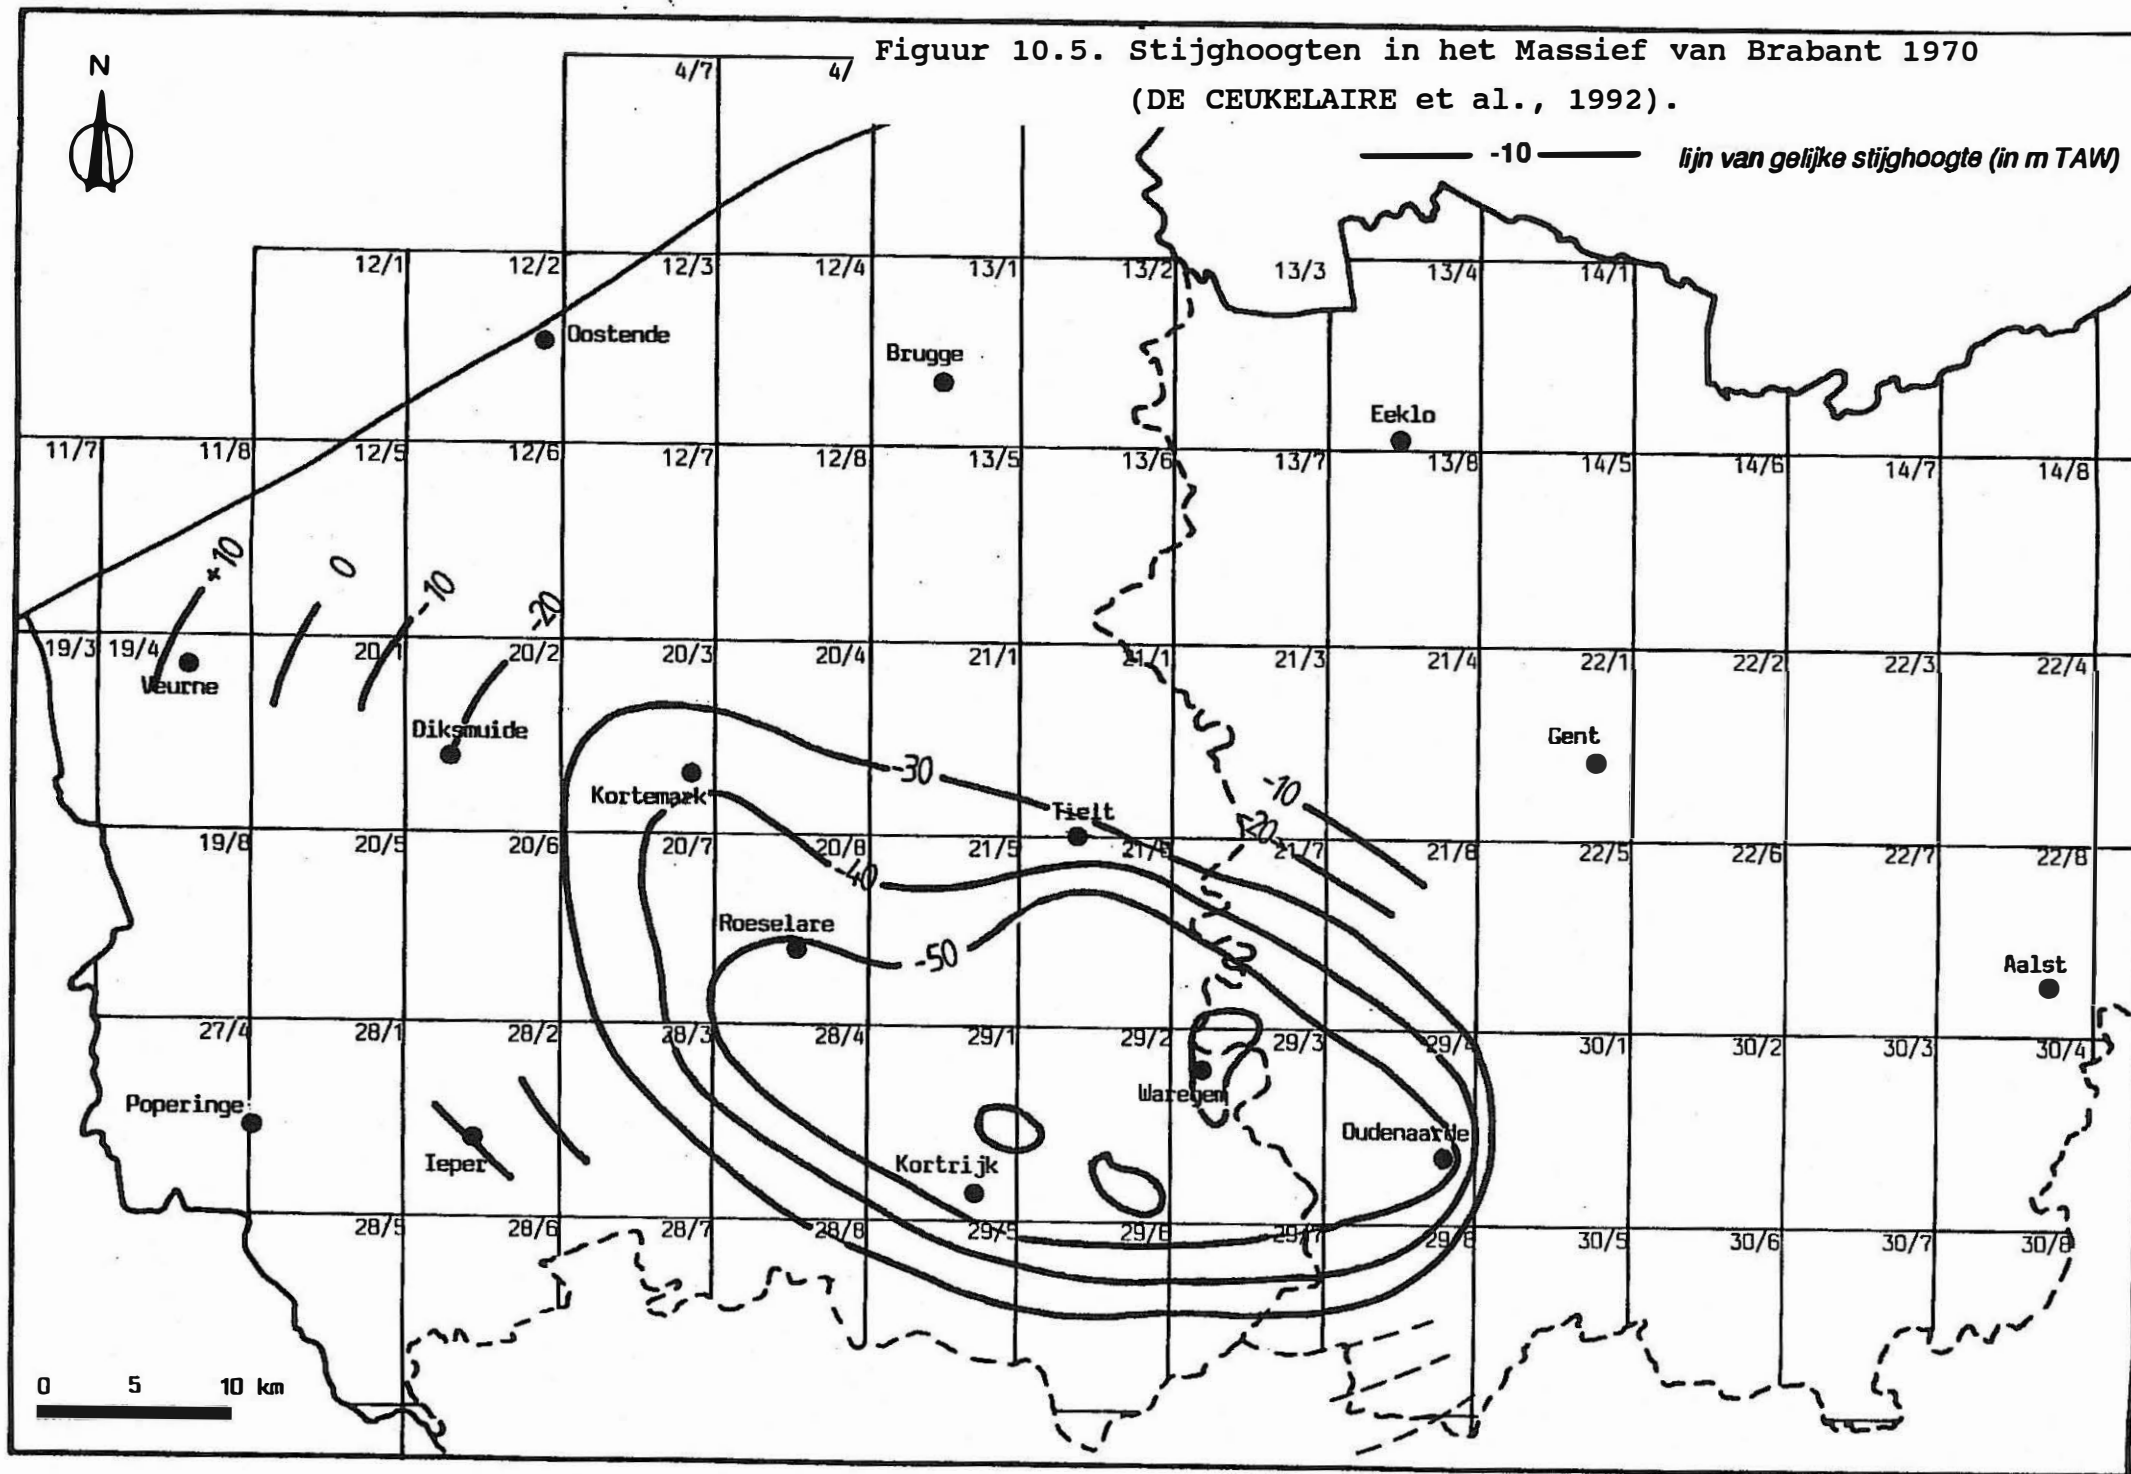 Figuur 10.5. Stijghoogten in het Massief van Brabant 1970
(DE CEUKELAIRE et al., 1992).
-10 lijn van gelijke stijghoogte (in m TAW)
N
4/7 4/
12/1 12/2 12/3 12/4 13/1 13/2 13/3 13/4 14/1
Oostende
Brugge
Eeklo
11/7 11/8 12/5 12/6 12/7 12/8 13/5 13/6 13/7 13/8 14/5 14/6 14/7 14/8
+10 0 -10 -20
19/3 19/4 20/1 20/2 20/3 20/4 21/1 21/1 21/3 21/4 22/1 22/2 22/3 22/4
Veurne
Diksmuide
Gent
-30
-10
Kortemark
Tielt
-20
19/8 20/5 20/6 20/7 20/8 21/5 21/6 21/7 21/8 22/5 22/6 22/7 22/8
-40
Roeselare
-50
Aalst
27/4 28/1 28/2 28/3 28/4 29/1 29/2 29/3 29/4 30/1 30/2 30/3 30/4
Waregem
Poperinge
Oudenaarde
Ieper
Kortrijk
28/5 28/6 28/7 28/8 29/5 29/6 29/7 29/8 30/5 30/6 30/7 30/8
0 5 10 km